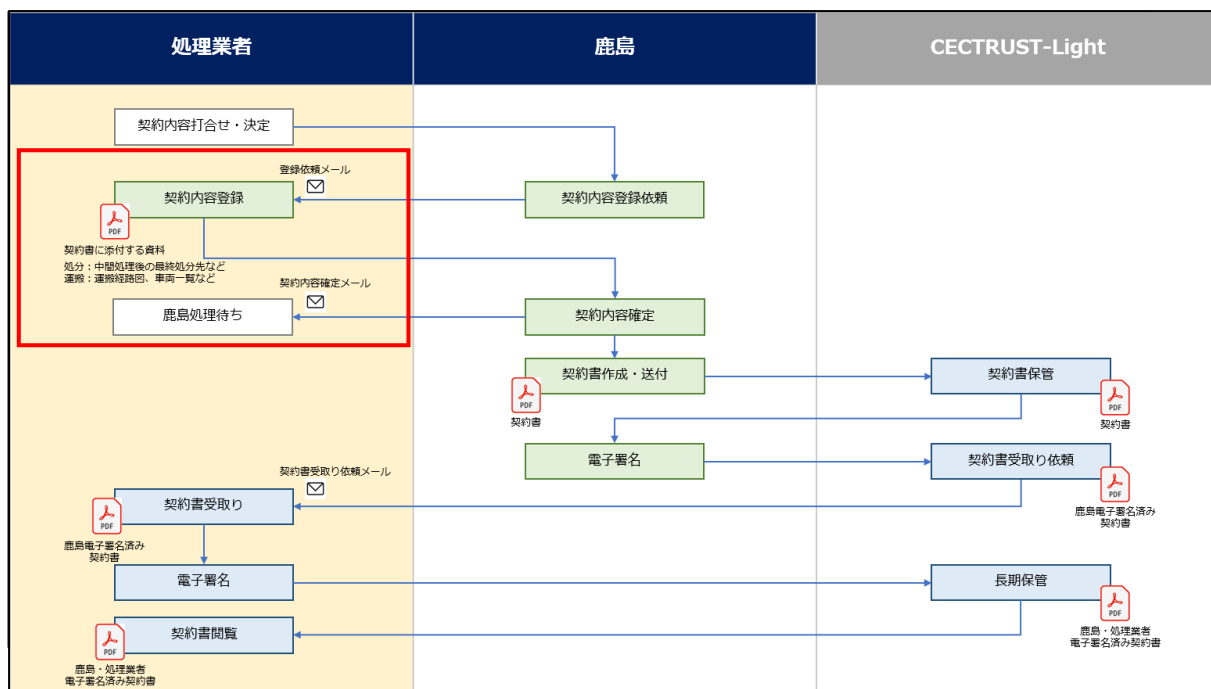 処理業者
鹿島
CECTRUST-Light
契約内容打合せ・決定
登録依頼メール
契約内容登録
契約内容登録依頼
PDF
契約書に添付する資料
処分：中間処理後の最終処分先など
運搬：運搬経路図、車両一覧など
契約内容確定メール
鹿島処理待ち
契約内容確定
契約書作成・送付
契約書保管
PDF
契約書
PDF
契約書
電子署名
契約書受取り依頼
契約書受取り依頼メール
PDF
鹿島電子署名済み
契約書
契約書受取り
PDF
鹿島電子署名済み
契約書
電子署名
長期保管
PDF
鹿島・処理業者
電子署名済み契約書
契約書閲覧
PDF
鹿島・処理業者
電子署名済み契約書